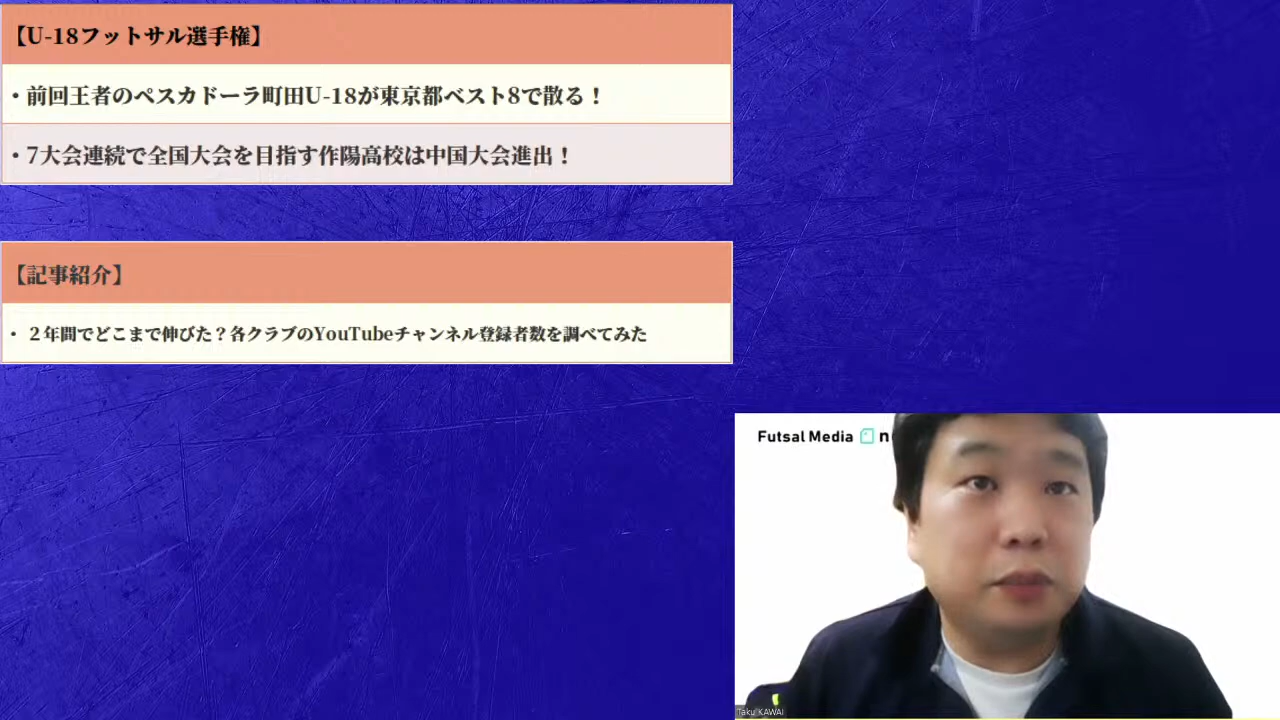 【U-18フットサル選手権】
・前回王者のペスカドーラ町田U-18が東京都ベスト8で散る！
・7大会連続で全国大会を目指す作陽高校は中国大会進出！
【記事紹介】
・２年間でどこまで伸びた？各クラブのYouTubeチャンネル登録者数を調べてみた
Futsal Media n
Taku KAWAI